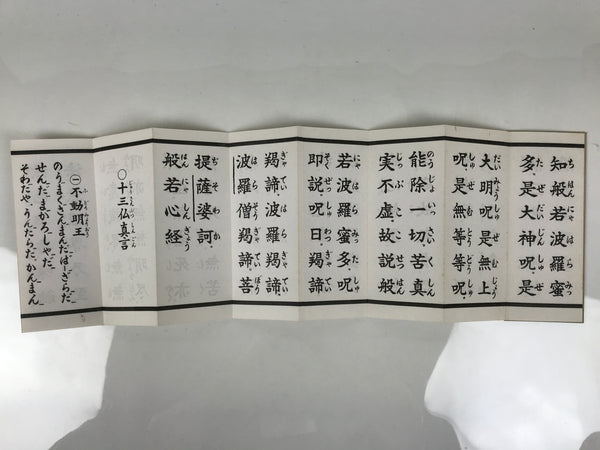 知般若波羅蜜
多是大神呪是
大明呪是無上
呪是無等等呪
能除一切苦真
実不虚故説般
若波羅蜜多呪
即説呪曰羯諦
羯諦波羅羯諦
波羅僧羯諦菩
提薩婆訶
般若心経
〇十三仏真言
㊀不動明王
のうまくさんまんだばーざらだ
せんだまかろしゃだ
そわたやうんたらだかんまん